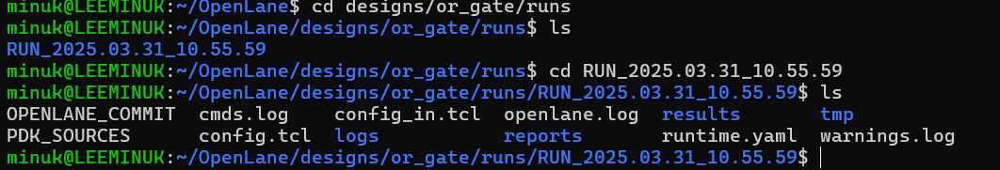 minuk@LEEMINUK:~/OpenLane$ cd designs/or_gate/runs
minuk@LEEMINUK:~/OpenLane/designs/or_gate/runs$ ls
RUN_2025.03.31_10.55.59
minuk@LEEMINUK:~/OpenLane/designs/or_gate/runs$ cd RUN_2025.03.31_10.55.59
minuk@LEEMINUK:~/OpenLane/designs/or_gate/runs/RUN_2025.03.31_10.55.59$ ls
OPENLANE_COMMIT  cmds.log    config_in.tcl  openlane.log  results       tmp
PDK_SOURCES      config.tcl  logs           reports       runtime.yaml  warnings.log
minuk@LEEMINUK:~/OpenLane/designs/or_gate/runs/RUN_2025.03.31_10.55.59$